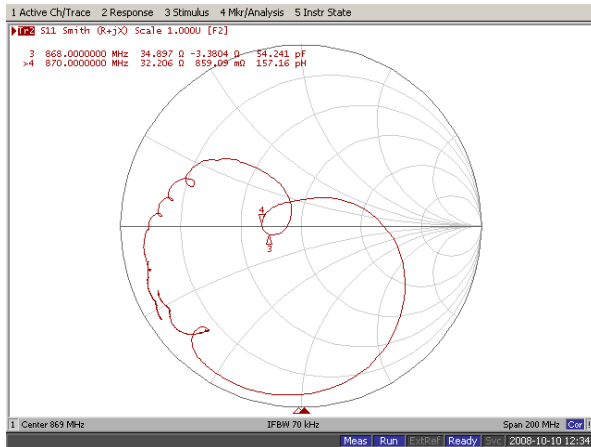 1 Active Ch/Trace 2 Response 3 Stimulus 4 Mkr/Analysis 5 Instr State
Tr2 S11 Smith (R+jX) Scale 1.000U [F2]
3 868.0000000 MHz 34.897 Ω -3.3804 Ω 54.241 pF
>4 870.0000000 MHz 32.206 Ω 859.09 mΩ 157.16 pH
4
3
1 Center 869 MHz IFBW 70 kHz Span 200 MHz Cor !
Meas Run ExtRef Ready Svc 2008-10-10 12:34